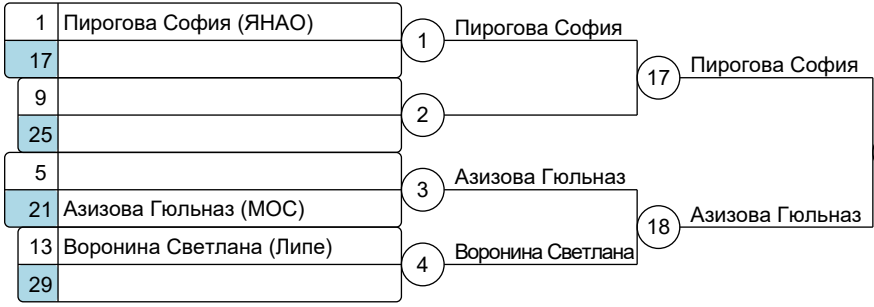 1 Пирогова София (ЯНАО)
17
1 Пирогова София
9
25
2
17 Пирогова София
5
21 Азизова Гюльназ (МОС)
3 Азизова Гюльназ
13 Воронина Светлана (Липе)
29
4 Воронина Светлана
18 Азизова Гюльназ